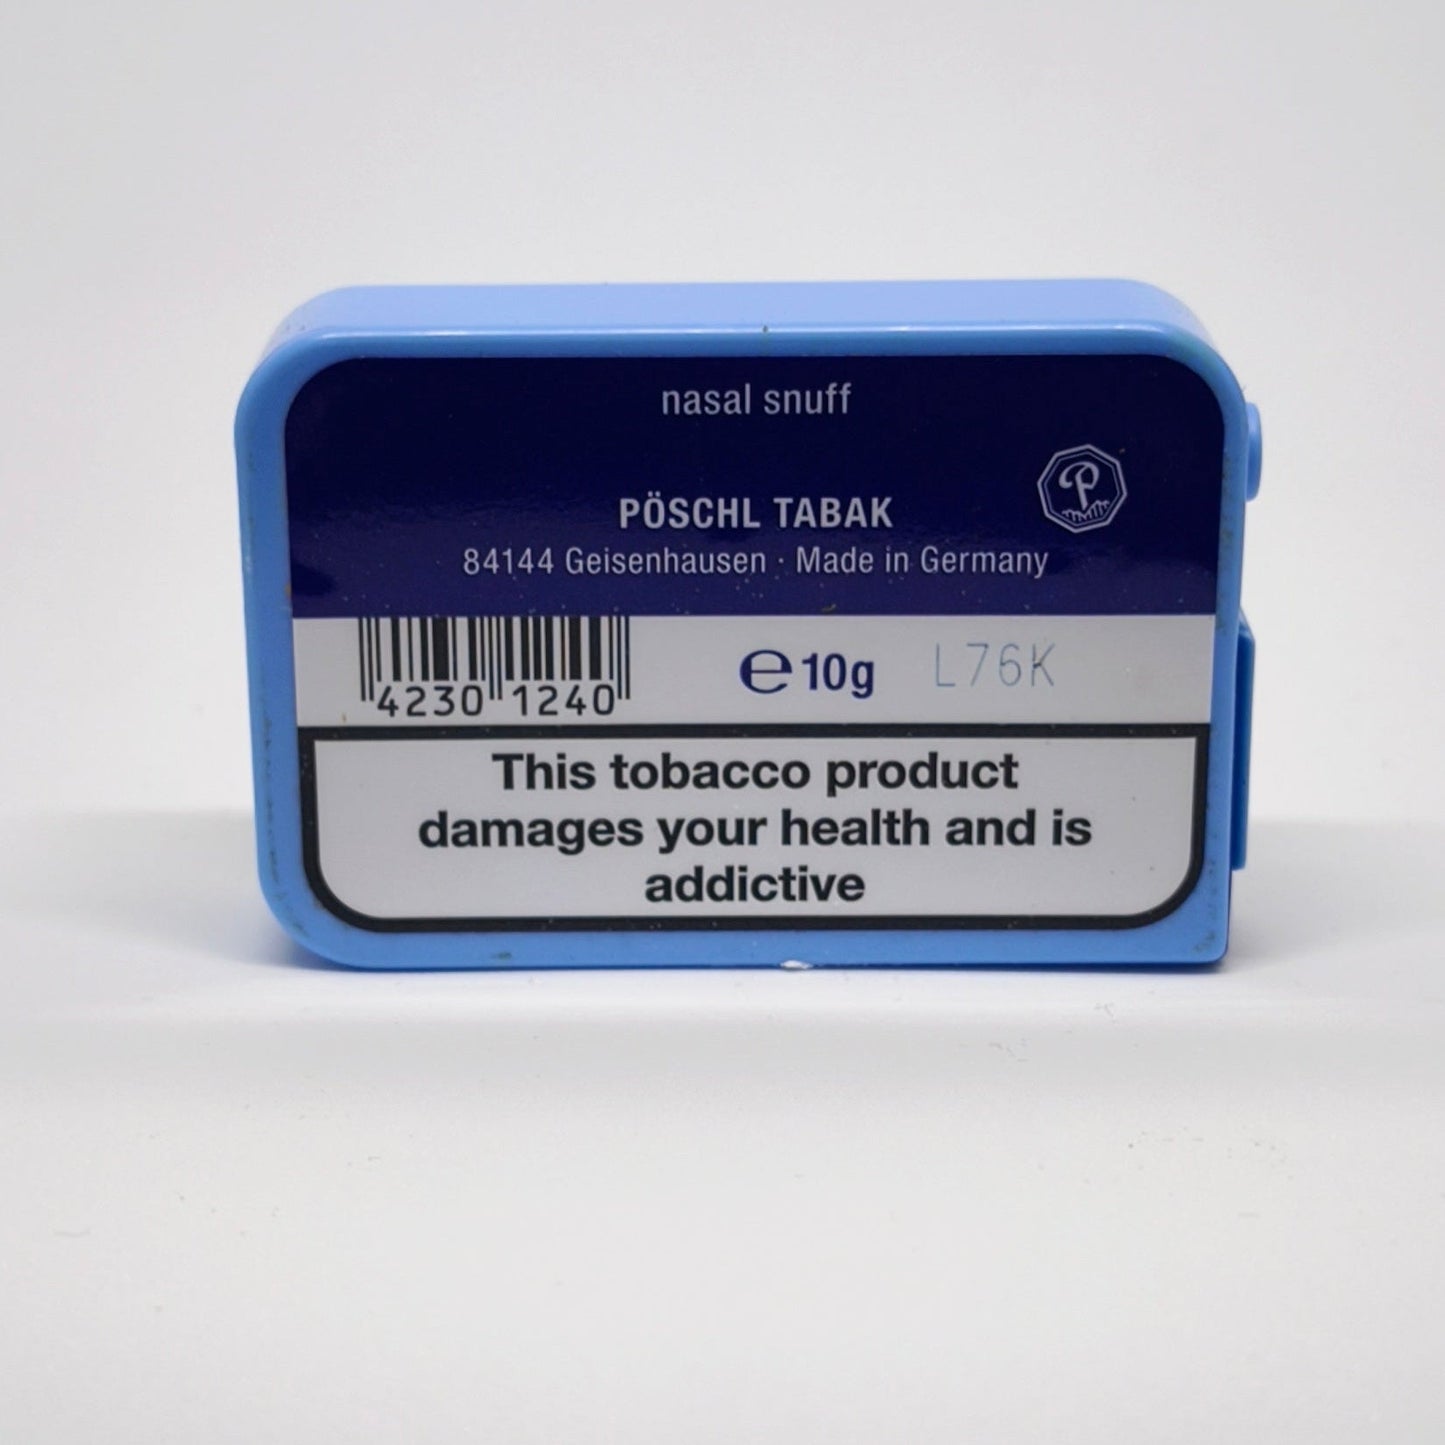 nasal snuff
P
PÖSCHL TABAK
84144 Geisenhausen · Made in Germany
4230 1240
℮10g L76K
This tobacco product
damages your health and is
addictive